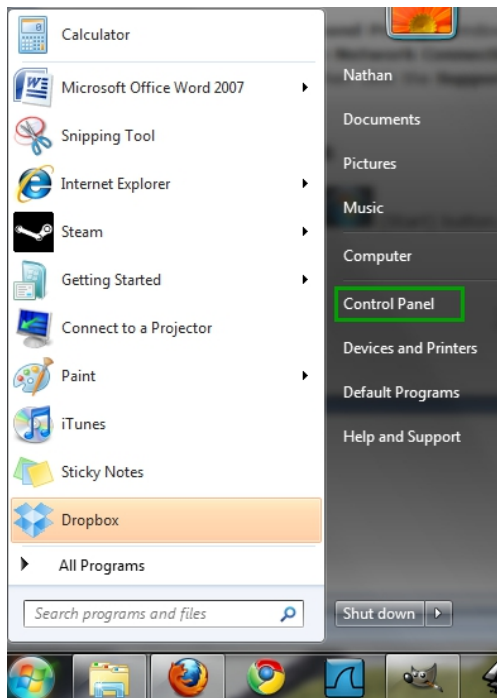 Calculator
Microsoft Office Word 2007
Snipping Tool
Internet Explorer
Steam
Getting Started
Connect to a Projector
Paint
iTunes
Sticky Notes
Dropbox
All Programs
Search programs and files
Nathan
Documents
Pictures
Music
Computer
Control Panel
Devices and Printers
Default Programs
Help and Support
Shut down